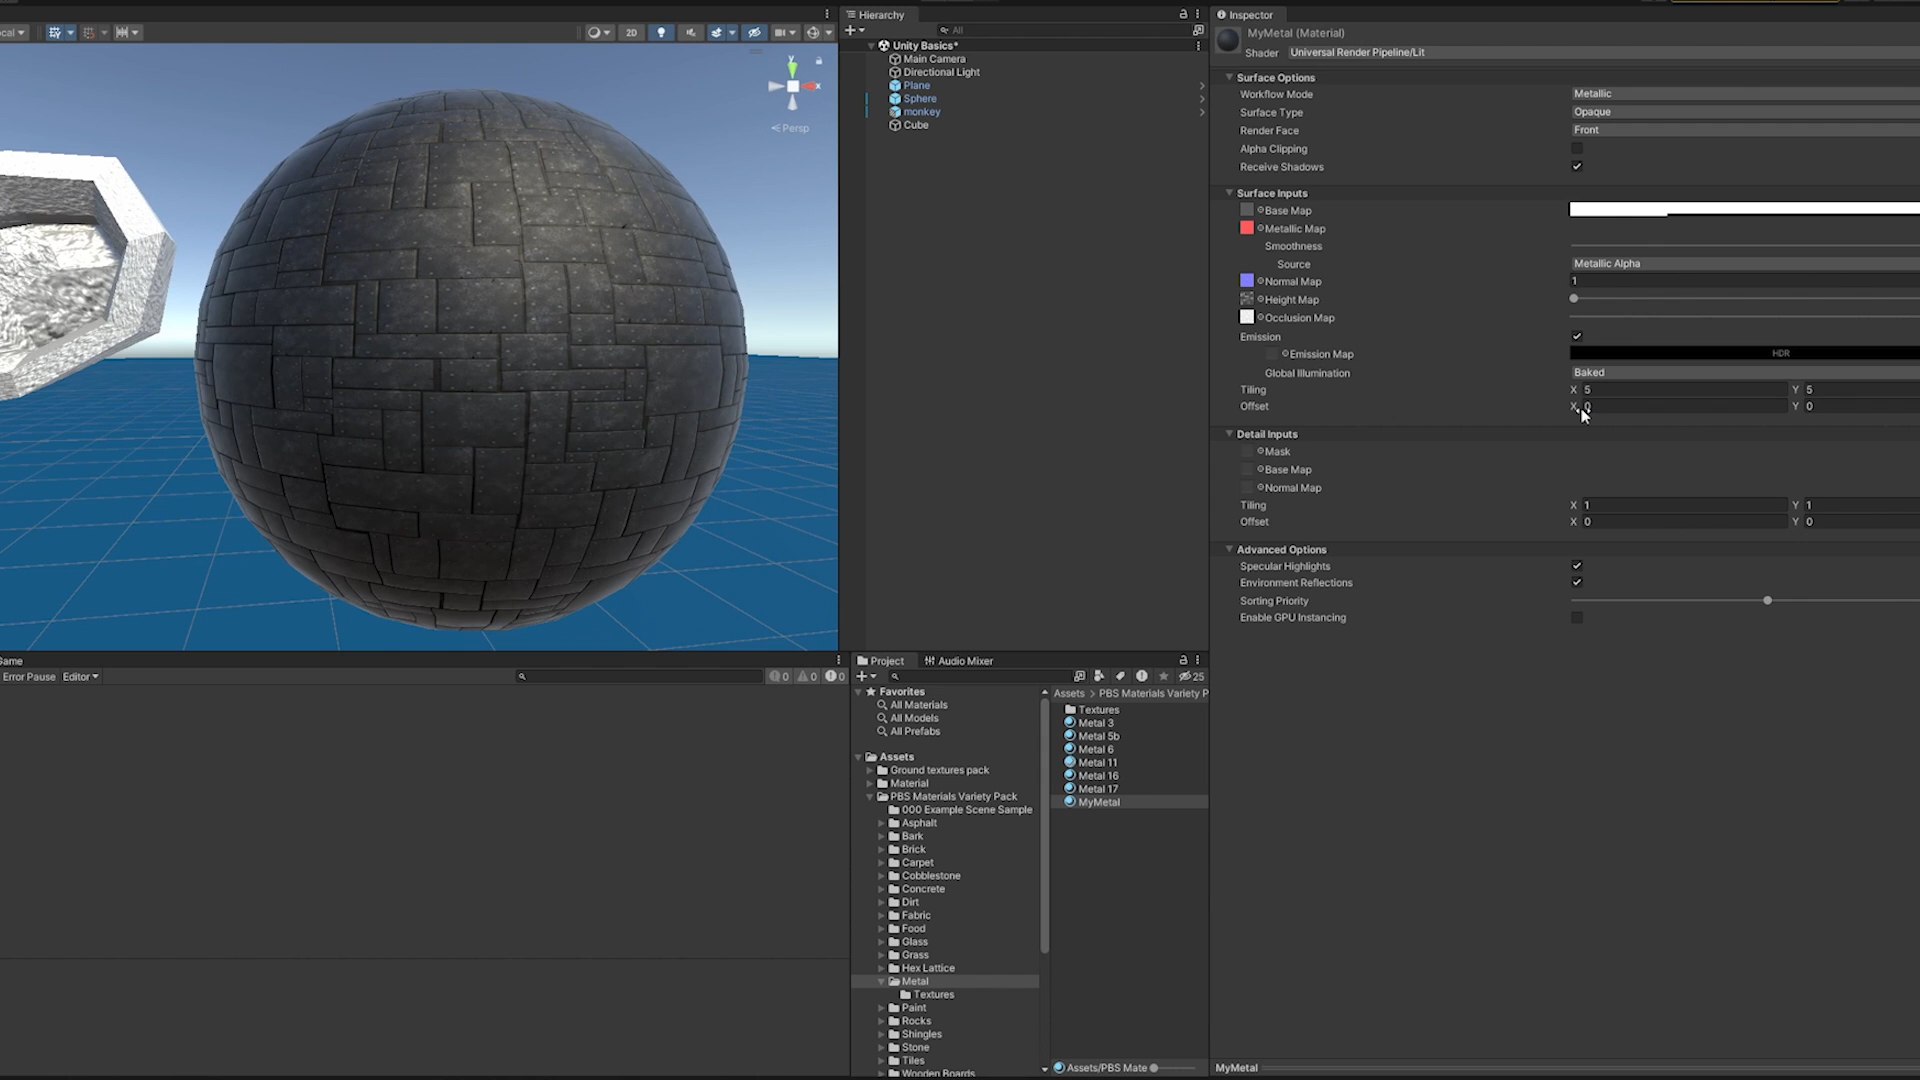 Hierarchy
Inspector
cal
2D
All
MyMetal (Material)
Shader Universal Render Pipeline/Lit
Unity Basics*
Main Camera
Directional Light
Plane
Sphere
monkey
Cube
y
x
Persp
Surface Options
Workflow Mode Metallic
Surface Type Opaque
Render Face Front
Alpha Clipping
Receive Shadows
Surface Inputs
Base Map
Metallic Map
Smoothness
Source Metallic Alpha
Normal Map 1
Height Map
Occlusion Map
Emission
Emission Map HDR
Global Illumination Baked
Tiling X 5 Y 5
Offset X 0 Y 0
Detail Inputs
Mask
Base Map
Normal Map
Tiling X 1 Y 1
Offset X 0 Y 0
Advanced Options
Specular Highlights
Environment Reflections
Sorting Priority
Enable GPU Instancing
Game
Error Pause Editor
0 0 0
Project Audio Mixer
25
Favorites
All Materials
All Models
All Prefabs
Assets
Ground textures pack
Material
PBS Materials Variety Pack
000 Example Scene Sample
Asphalt
Bark
Brick
Carpet
Cobblestone
Concrete
Dirt
Fabric
Food
Glass
Grass
Hex Lattice
Metal
Textures
Paint
Rocks
Shingles
Stone
Tiles
Wooden Boards
Assets > PBS Materials Variety P
Textures
Metal 3
Metal 5b
Metal 6
Metal 11
Metal 16
Metal 17
MyMetal
Assets/PBS Mate
MyMetal